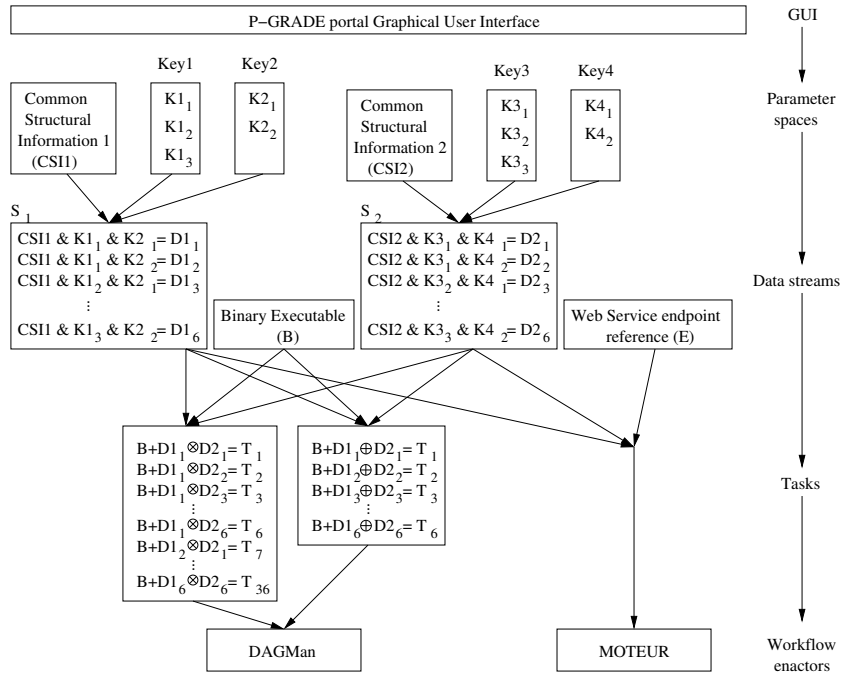 P−GRADE portal Graphical User Interface
GUI
Key1
Key2
Common
Structural
Information 1
(CSI1)
K1₁
K1₂
K1₃
K2₁
K2₂
Key3
Key4
Common
Structural
Information 2
(CSI2)
K3₁
K3₂
K3₃
K4₁
K4₂
Parameter
spaces
S₁
CSI1 & K1₁ & K2₁ = D1₁
CSI1 & K1₁ & K2₂ = D1₂
CSI1 & K1₂ & K2₁ = D1₃
⋮
CSI1 & K1₃ & K2₂ = D1₆
Binary Executable
(B)
S₂
CSI2 & K3₁ & K4₁ = D2₁
CSI2 & K3₁ & K4₂ = D2₂
CSI2 & K3₂ & K4₁ = D2₃
⋮
CSI2 & K3₃ & K4₂ = D2₆
Web Service endpoint
reference (E)
Data streams
B+D1₁⊗D2₁= T₁
B+D1₁⊗D2₂= T₂
B+D1₁⊗D2₃= T₃
⋮
B+D1₁⊗D2₆= T₆
B+D1₂⊗D2₁= T₇
⋮
B+D1₆⊗D2₆= T₃₆
B+D1₁⊕D2₁= T₁
B+D1₂⊕D2₂= T₂
B+D1₃⊕D2₃= T₃
⋮
B+D1₆⊕D2₆= T₆
Tasks
DAGMan
MOTEUR
Workflow
enactors